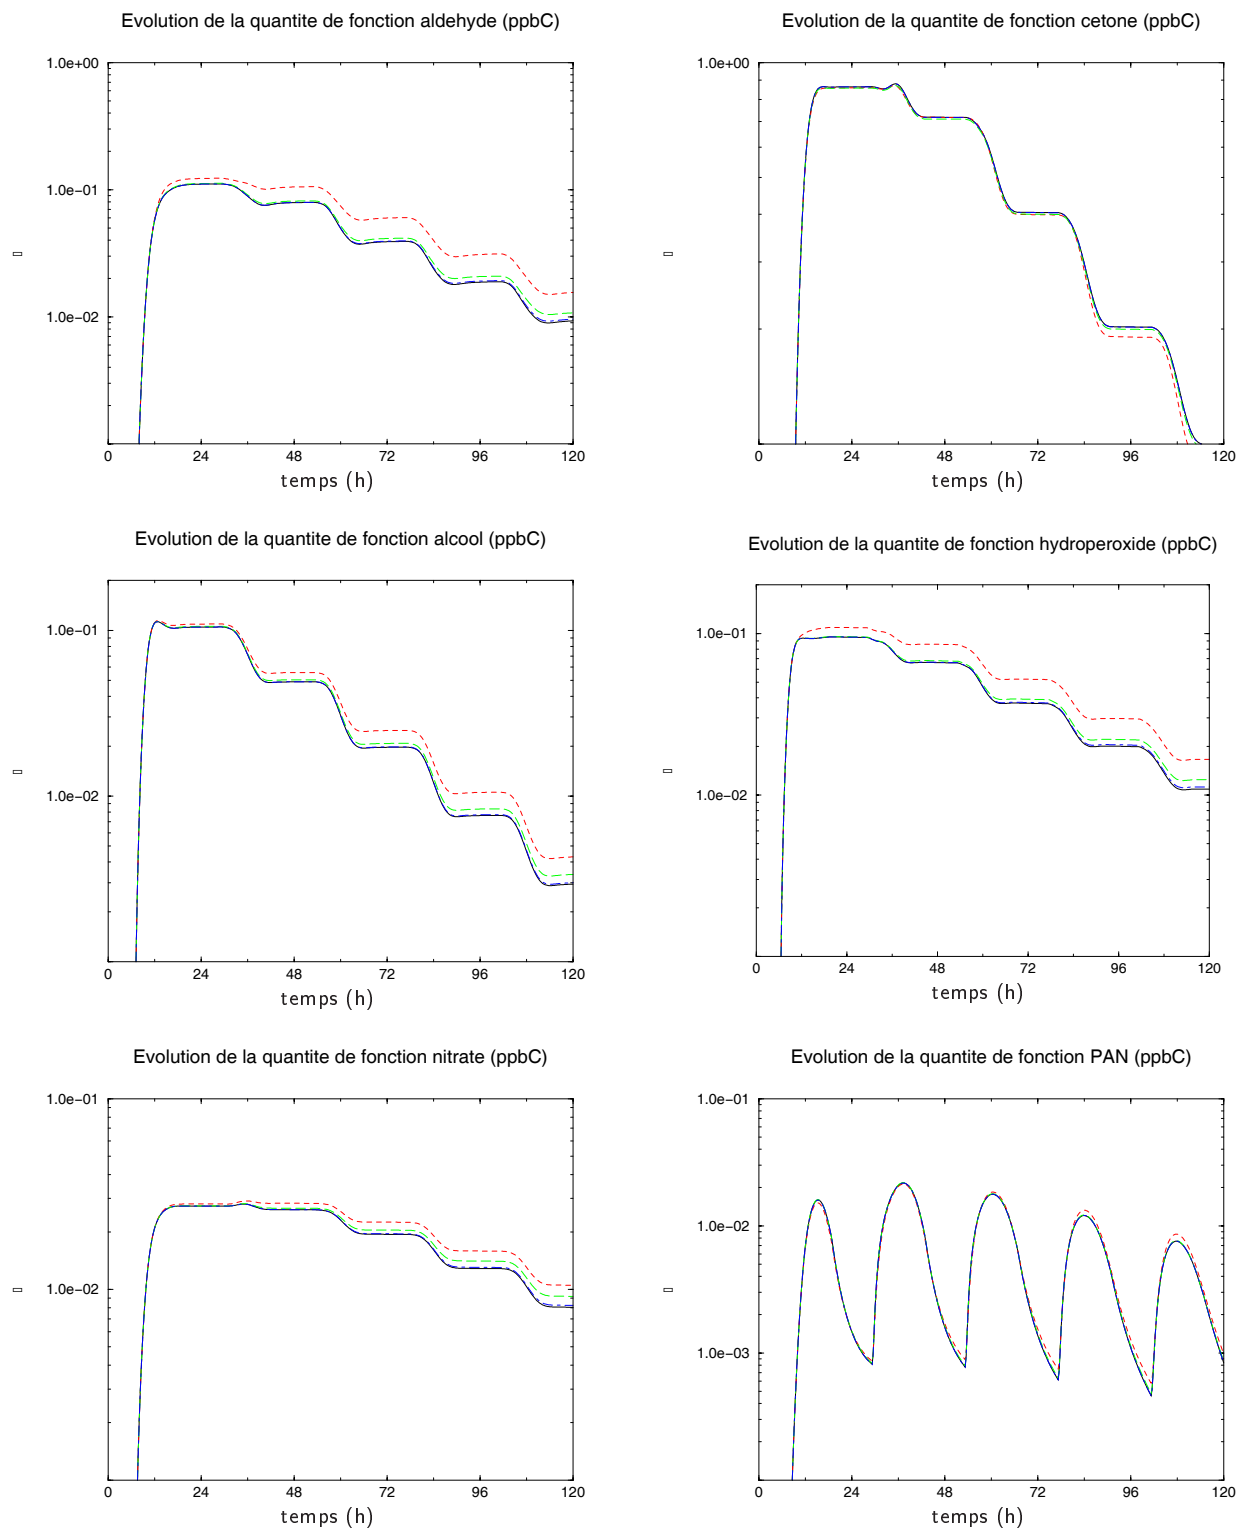 Evolution de la quantite de fonction aldehyde (ppbC)
1.0e+00
1.0e-01
1.0e-02
0 24 48 72 96 120
temps (h)
Evolution de la quantite de fonction cetone (ppbC)
1.0e+00
0 24 48 72 96 120
temps (h)
Evolution de la quantite de fonction alcool (ppbC)
1.0e-01
1.0e-02
0 24 48 72 96 120
temps (h)
Evolution de la quantite de fonction hydroperoxide (ppbC)
1.0e-01
1.0e-02
0 24 48 72 96 120
temps (h)
Evolution de la quantite de fonction nitrate (ppbC)
1.0e-01
1.0e-02
0 24 48 72 96 120
temps (h)
Evolution de la quantite de fonction PAN (ppbC)
1.0e-01
1.0e-02
1.0e-03
0 24 48 72 96 120
temps (h)